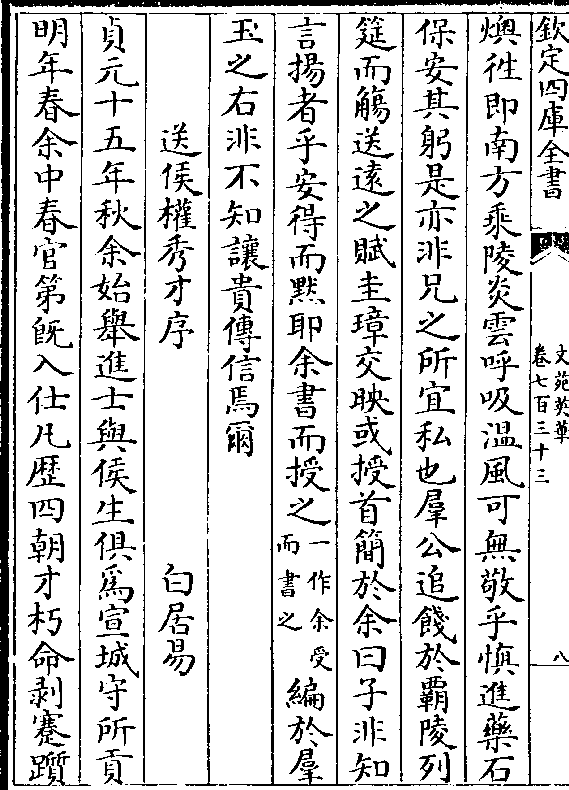 欽定四庫全書
文苑英華
卷七百三十三
八
燠徃即南方乘陵炎雲呼吸温風可無敬乎慎進藥石
保安其躬是亦非兄之所宜私也羣公追餞於霸陵列
筵而觴送逺之賦圭璋交映或授首簡於余曰子非知
言揚者乎安得而黙耶余書而授之一作余受而書之編於羣
玉之右非不知讓貴傳信焉爾
送侯權秀才序
白居易
貞元十五年秋余始舉進士與侯生俱爲宣城守所貢
明年春余中春官第既入仕凡歴四朝才朽命剥蹇躓